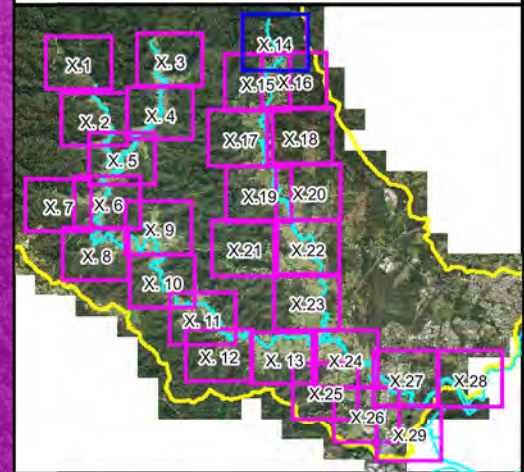 X.14
X.1
X. 3
X.15
X.16
X. 2
X. 4
X.17
X.18
X. 5
X. 7
X. 6
X.19
X.20
X. 9
X. 8
X.21
X.22
X. 10
X.23
X. 11
X. 12
X. 13
X.24
X.27
X.28
X.25
X.26
X.29